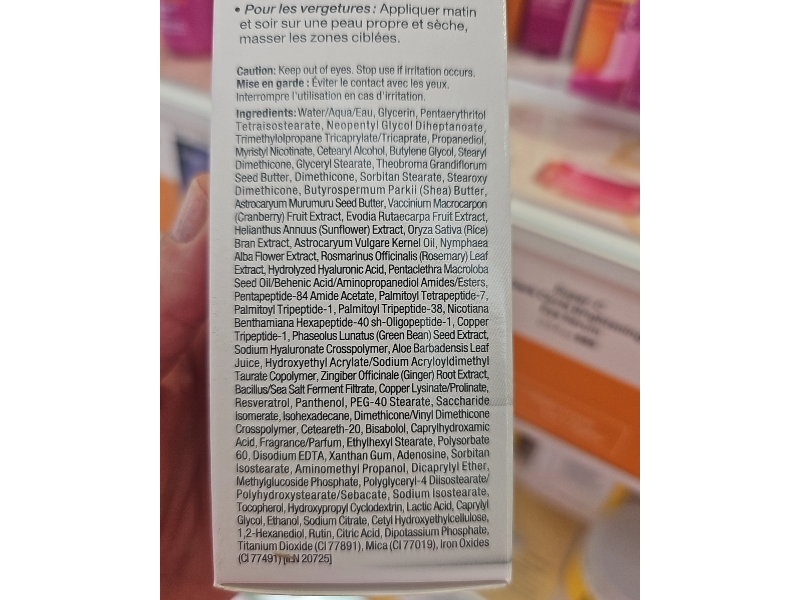 • Pour les vergetures : Appliquer matin
et soir sur une peau propre et sèche,
masser les zones ciblées.
Caution: Keep out of eyes. Stop use if irritation occurs.
Mise en garde : Éviter le contact avec les yeux.
Interrompre l'utilisation en cas d'irritation.
Ingredients: Water/Aqua/Eau, Glycerin, Pentaerythritol
Tetraisostearate, Neopentyl Glycol Diheptanoate,
Trimethylolpropane Tricaprylate/Tricaprate, Propanediol,
Myristyl Nicotinate, Cetearyl Alcohol, Butylene Glycol, Stearyl
Dimethicone, Glyceryl Stearate, Theobroma Grandiflorum
Seed Butter, Dimethicone, Sorbitan Stearate, Stearoxy
Dimethicone, Butyrospermum Parkii (Shea) Butter,
Astrocaryum Murumuru Seed Butter, Vaccinium Macrocarpon
(Cranberry) Fruit Extract, Evodia Rutaecarpa Fruit Extract,
Helianthus Annuus (Sunflower) Extract, Oryza Sativa (Rice)
Bran Extract, Astrocaryum Vulgare Kernel Oil, Nymphaea
Alba Flower Extract, Rosmarinus Officinalis (Rosemary) Leaf
Extract, Hydrolyzed Hyaluronic Acid, Pentaclethra Macroloba
Seed Oil/Behenic Acid/Aminopropanediol Amides/Esters,
Pentapeptide-84 Amide Acetate, Palmitoyl Tetrapeptide-7,
Palmitoyl Tripeptide-1, Palmitoyl Tripeptide-38, Nicotiana
Benthamiana Hexapeptide-40 sh-Oligopeptide-1, Copper
Tripeptide-1, Phaseolus Lunatus (Green Bean) Seed Extract,
Sodium Hyaluronate Crosspolymer, Aloe Barbadensis Leaf
Juice, Hydroxyethyl Acrylate/Sodium Acryloyldimethyl
Taurate Copolymer, Zingiber Officinale (Ginger) Root Extract,
Bacillus/Sea Salt Ferment Filtrate, Copper Lysinate/Prolinate,
Resveratrol, Panthenol, PEG-40 Stearate, Saccharide
Isomerate, Isohexadecane, Dimethicone/Vinyl Dimethicone
Crosspolymer, Ceteareth-20, Bisabolol, Caprylhydroxamic
Acid, Fragrance/Parfum, Ethylhexyl Stearate, Polysorbate
60, Disodium EDTA, Xanthan Gum, Adenosine, Sorbitan
Isostearate, Aminomethyl Propanol, Dicaprylyl Ether,
Methylglucoside Phosphate, Polyglyceryl-4 Diisostearate/
Polyhydroxystearate/Sebacate, Sodium Isostearate,
Tocopherol, Hydroxypropyl Cyclodextrin, Lactic Acid, Caprylyl
Glycol, Ethanol, Sodium Citrate, Cetyl Hydroxyethylcellulose,
1,2-Hexanediol, Rutin, Citric Acid, Dipotassium Phosphate,
Titanium Dioxide (CI 77891), Mica (CI 77019), Iron Oxides
(CI 77491) [ILN 20725]